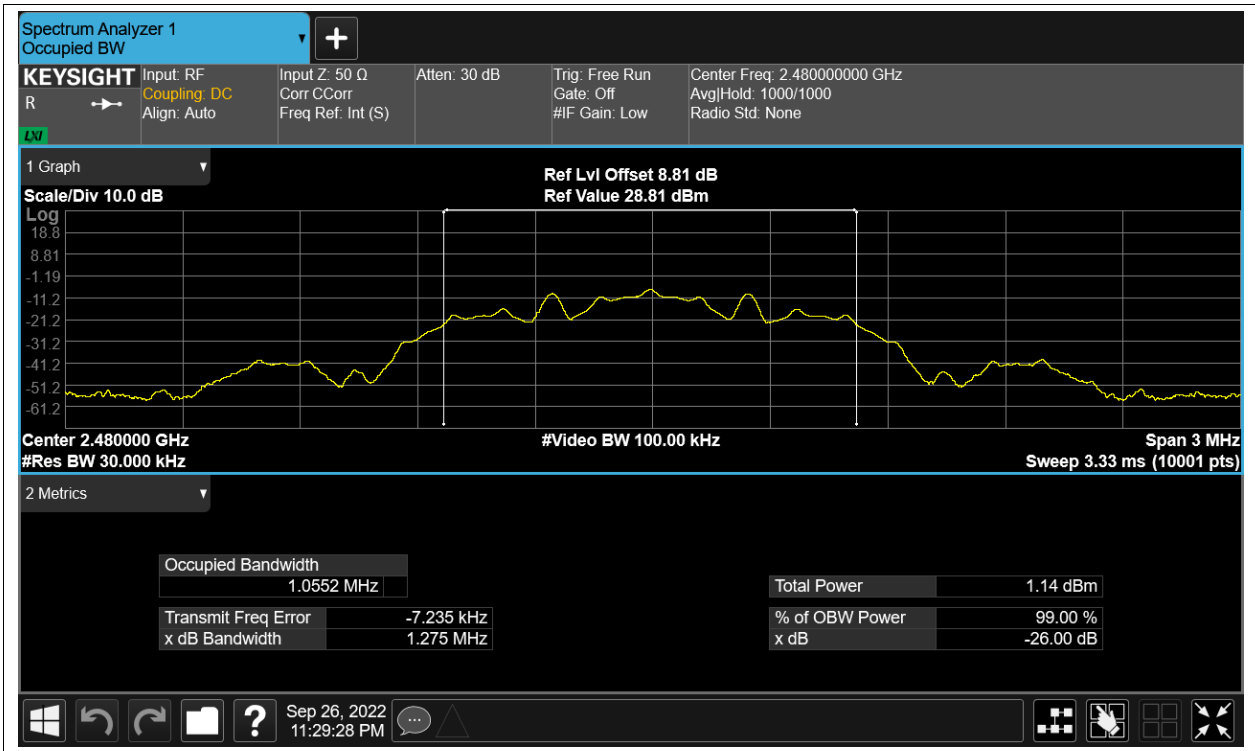 Spectrum Analyzer 1
Occupied BW
KEYSIGHT
R
LXI
Input: RF
Coupling: DC
Align: Auto
Input Z: 50 Ω
Corr CCorr
Freq Ref: Int (S)
Atten: 30 dB
Trig: Free Run
Gate: Off
#IF Gain: Low
Center Freq: 2.480000000 GHz
Avg|Hold: 1000/1000
Radio Std: None
1 Graph
Scale/Div 10.0 dB
Ref Lvl Offset 8.81 dB
Ref Value 28.81 dBm
Log
18.8
8.81
-1.19
-11.2
-21.2
-31.2
-41.2
-51.2
-61.2
Center 2.480000 GHz
#Res BW 30.000 kHz
#Video BW 100.00 kHz
Span 3 MHz
Sweep 3.33 ms (10001 pts)
2 Metrics
Occupied Bandwidth
1.0552 MHz
Transmit Freq Error -7.235 kHz
x dB Bandwidth 1.275 MHz
Total Power 1.14 dBm
% of OBW Power 99.00 %
x dB -26.00 dB
?
Sep 26, 2022
11:29:28 PM